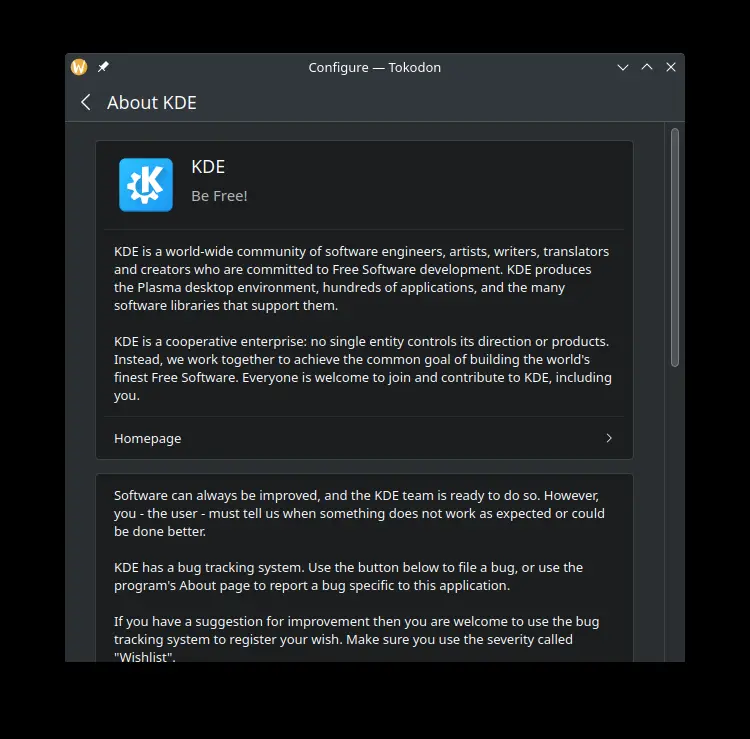 Configure — Tokodon
About KDE
KDE
Be Free!
KDE is a world-wide community of software engineers, artists, writers, translators
and creators who are committed to Free Software development. KDE produces
the Plasma desktop environment, hundreds of applications, and the many
software libraries that support them.
KDE is a cooperative enterprise: no single entity controls its direction or products.
Instead, we work together to achieve the common goal of building the world's
finest Free Software. Everyone is welcome to join and contribute to KDE, including
you.
Homepage
Software can always be improved, and the KDE team is ready to do so. However,
you - the user - must tell us when something does not work as expected or could
be done better.
KDE has a bug tracking system. Use the button below to file a bug, or use the
program's About page to report a bug specific to this application.
If you have a suggestion for improvement then you are welcome to use the bug
tracking system to register your wish. Make sure you use the severity called
"Wishlist".